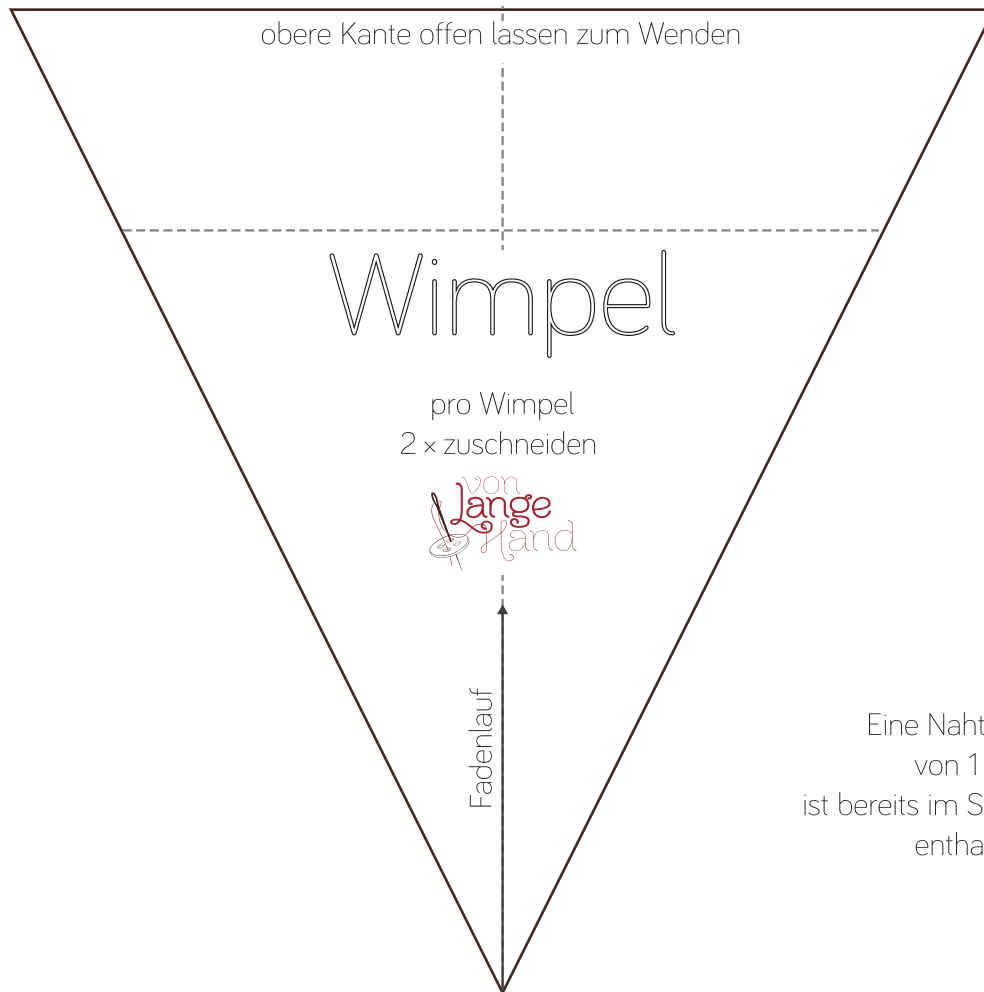 obere Kante offen lassen zum Wenden
Wimpel
pro Wimpel
2 x zuschneiden
von
Lange
Hand
Fadenlauf
Eine Naht
von 1
ist bereits im S
entha